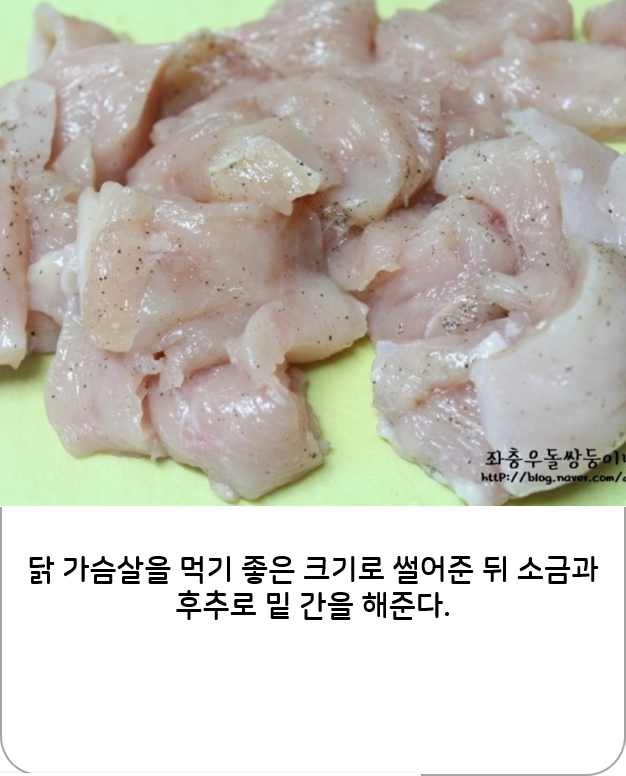 좌충우돌쌍둥이
http://blog.naver.com/
닭 가슴살을 먹기 좋은 크기로 썰어준 뒤 소금과
후추로 밑 간을 해준다.